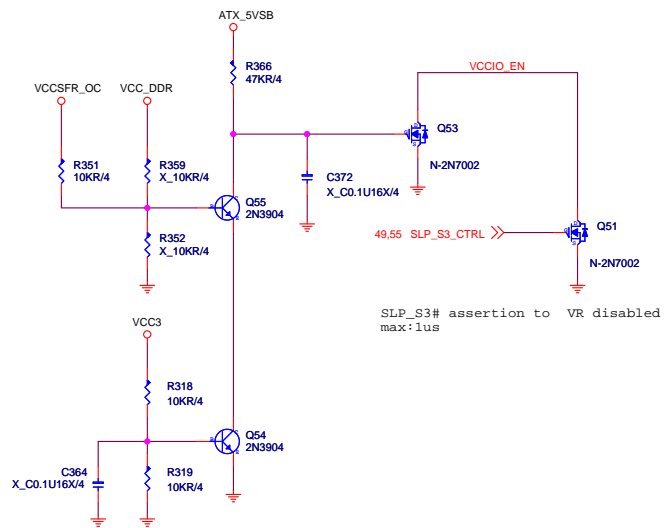 ATX_5VSB
R366
47KR/4
VCCSFR_OC
VCC_DDR
VCCIO_EN
Q53
N-2N7002
R351
10KR/4
R359
X_10KR/4
C372
X_C0.1U16X/4
Q55
2N3904
R352
X_10KR/4
49,55 SLP_S3_CTRL
Q51
N-2N7002
SLP_S3# assertion to VR disabled
max:1us
VCC3
R318
10KR/4
Q54
2N3904
C364
X_C0.1U16X/4
R319
10KR/4